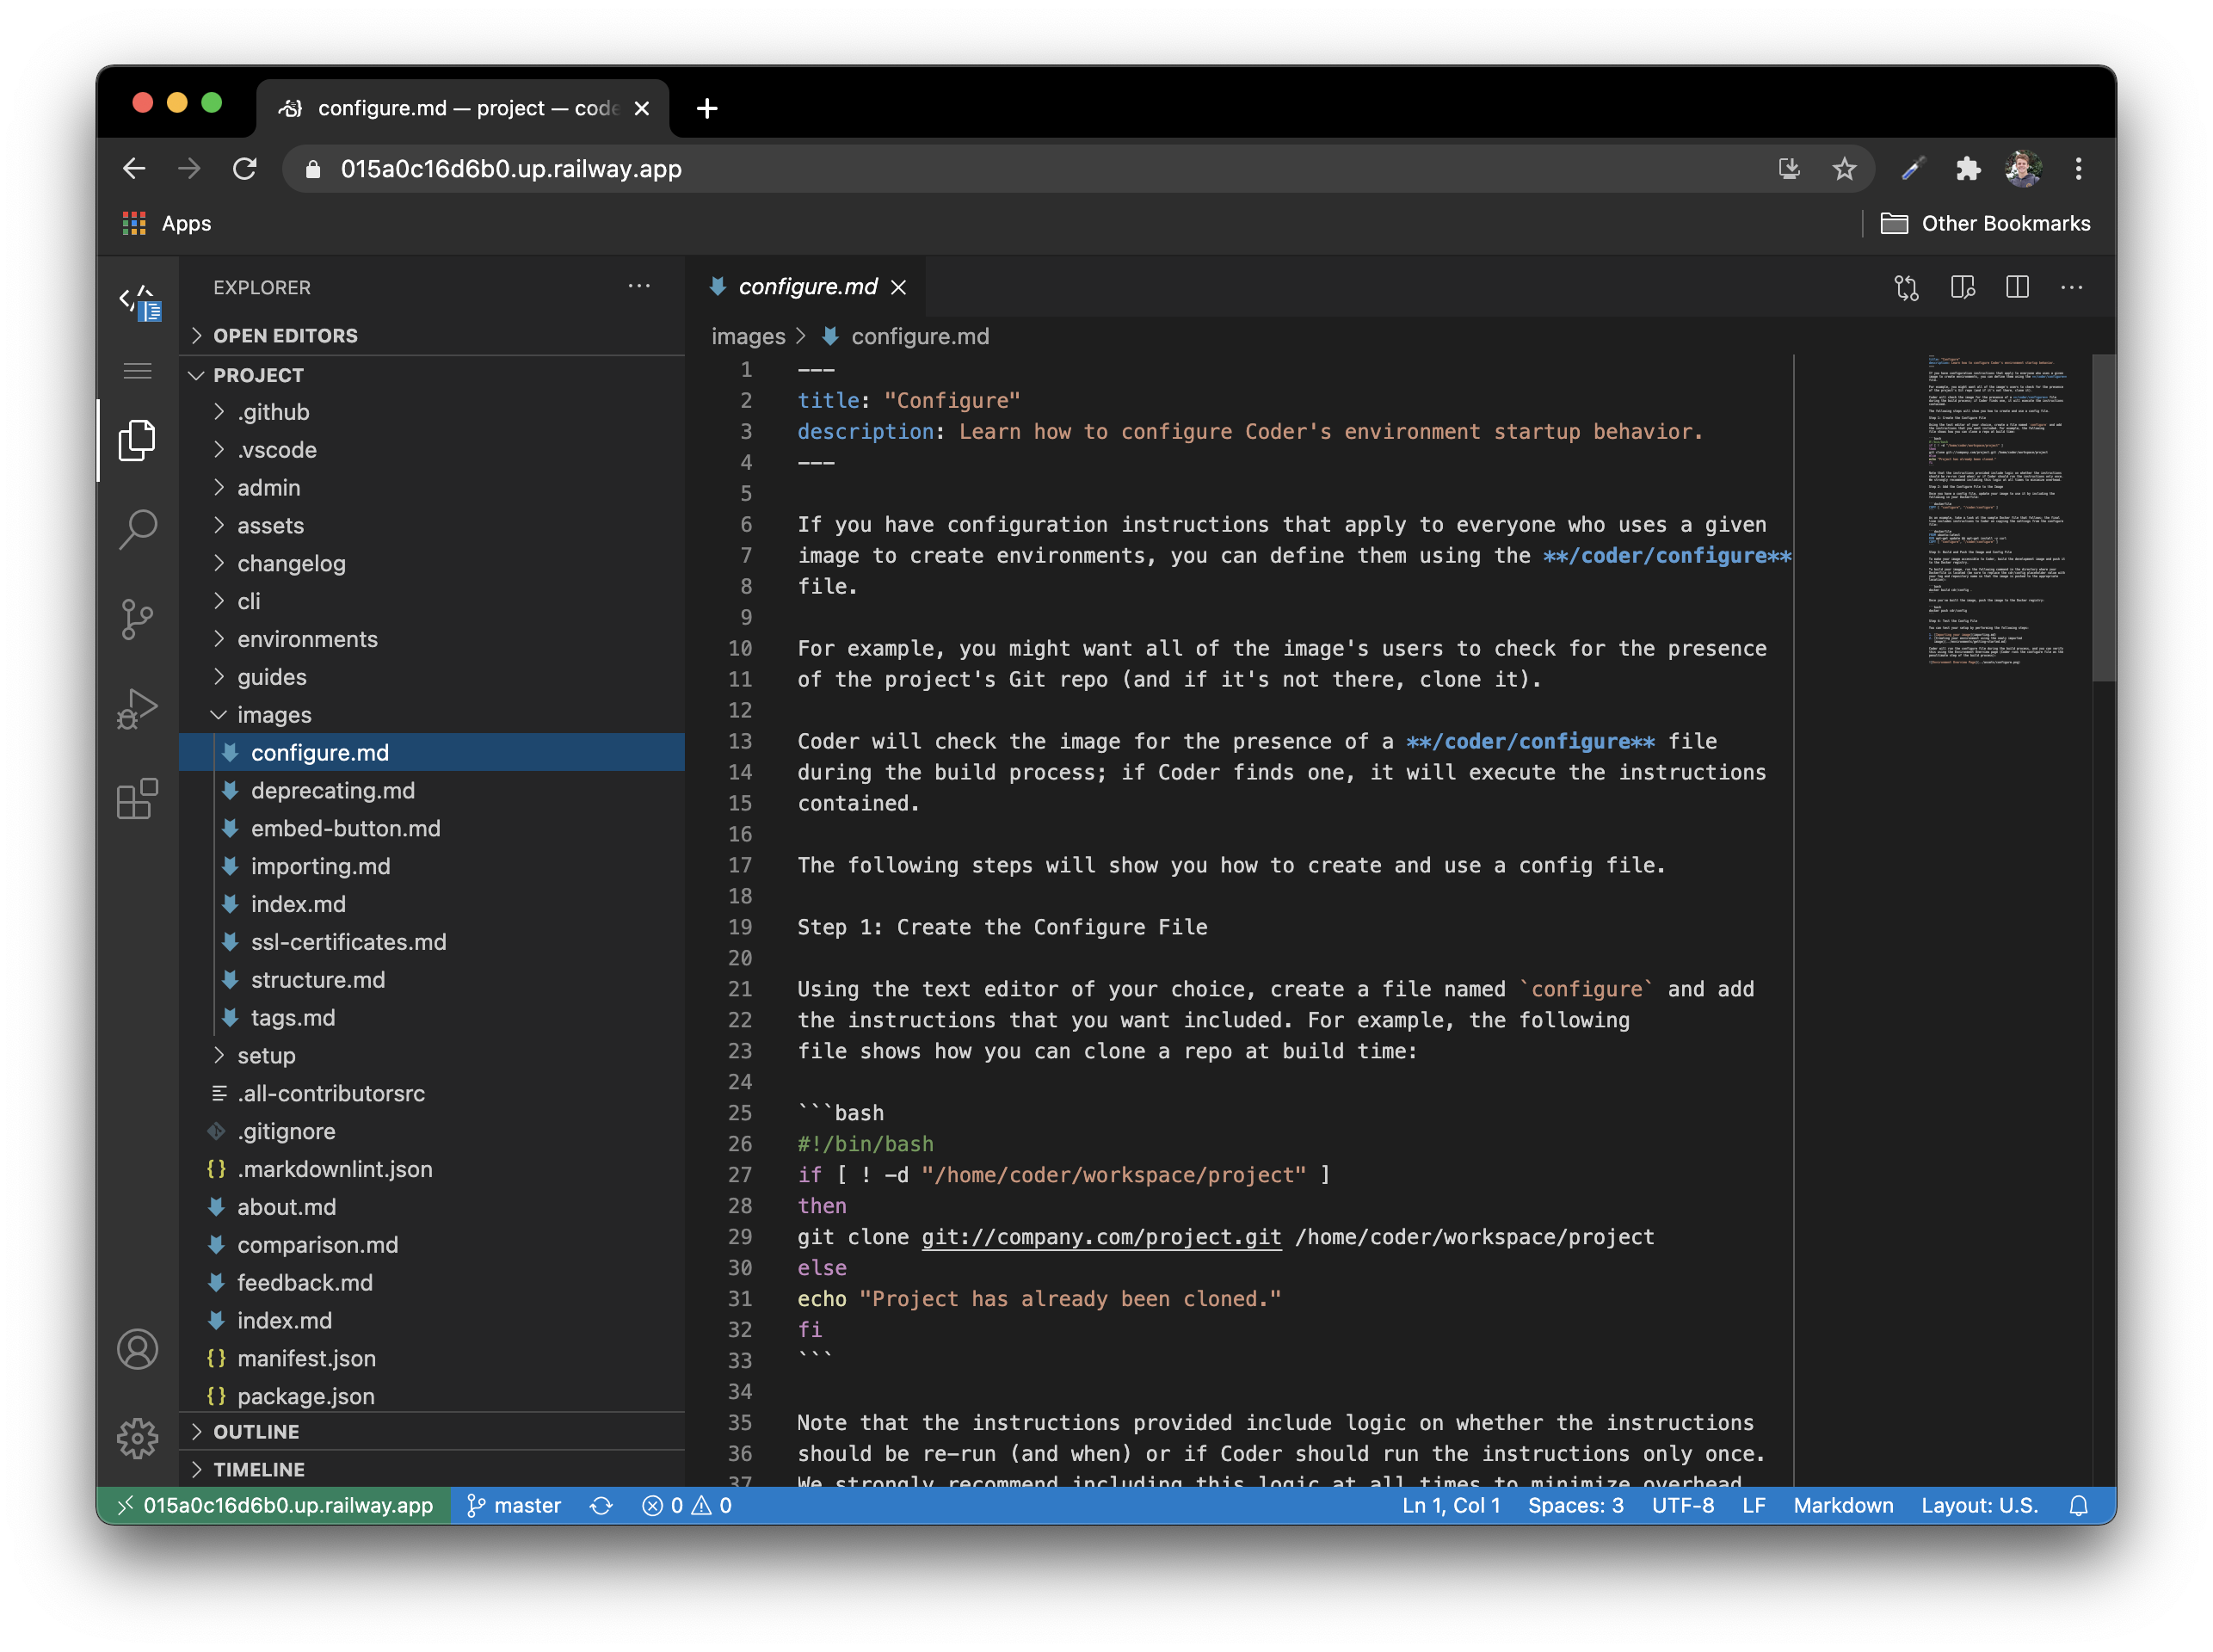 configure.md — project — code
015a0c16d6b0.up.railway.app
Apps
Other Bookmarks
EXPLORER
OPEN EDITORS
PROJECT
.github
.vscode
admin
assets
changelog
cli
environments
guides
images
configure.md
deprecating.md
embed-button.md
importing.md
index.md
ssl-certificates.md
structure.md
tags.md
setup
.all-contributorsrc
.gitignore
{} .markdownlint.json
about.md
comparison.md
feedback.md
index.md
{} manifest.json
{} package.json
OUTLINE
TIMELINE
configure.md
images > configure.md
1 ---
2 title: "Configure"
3 description: Learn how to configure Coder's environment startup behavior.
4 ---
5
6 If you have configuration instructions that apply to everyone who uses a given
7 image to create environments, you can define them using the **/coder/configure**
8 file.
9
10 For example, you might want all of the image's users to check for the presence
11 of the project's Git repo (and if it's not there, clone it).
12
13 Coder will check the image for the presence of a **/coder/configure** file
14 during the build process; if Coder finds one, it will execute the instructions
15 contained.
16
17 The following steps will show you how to create and use a config file.
18
19 Step 1: Create the Configure File
20
21 Using the text editor of your choice, create a file named `configure` and add
22 the instructions that you want included. For example, the following
23 file shows how you can clone a repo at build time:
24
25 ```bash
26 #!/bin/bash
27 if [ ! -d "/home/coder/workspace/project" ]
28 then
29 git clone git://company.com/project.git /home/coder/workspace/project
30 else
31 echo "Project has already been cloned."
32 fi
33 ```
34
35 Note that the instructions provided include logic on whether the instructions
36 should be re-run (and when) or if Coder should run the instructions only once.
37 We strongly recommend including this logic at all times to minimize overhead
015a0c16d6b0.up.railway.app master 0 0 Ln 1, Col 1 Spaces: 3 UTF-8 LF Markdown Layout: U.S.